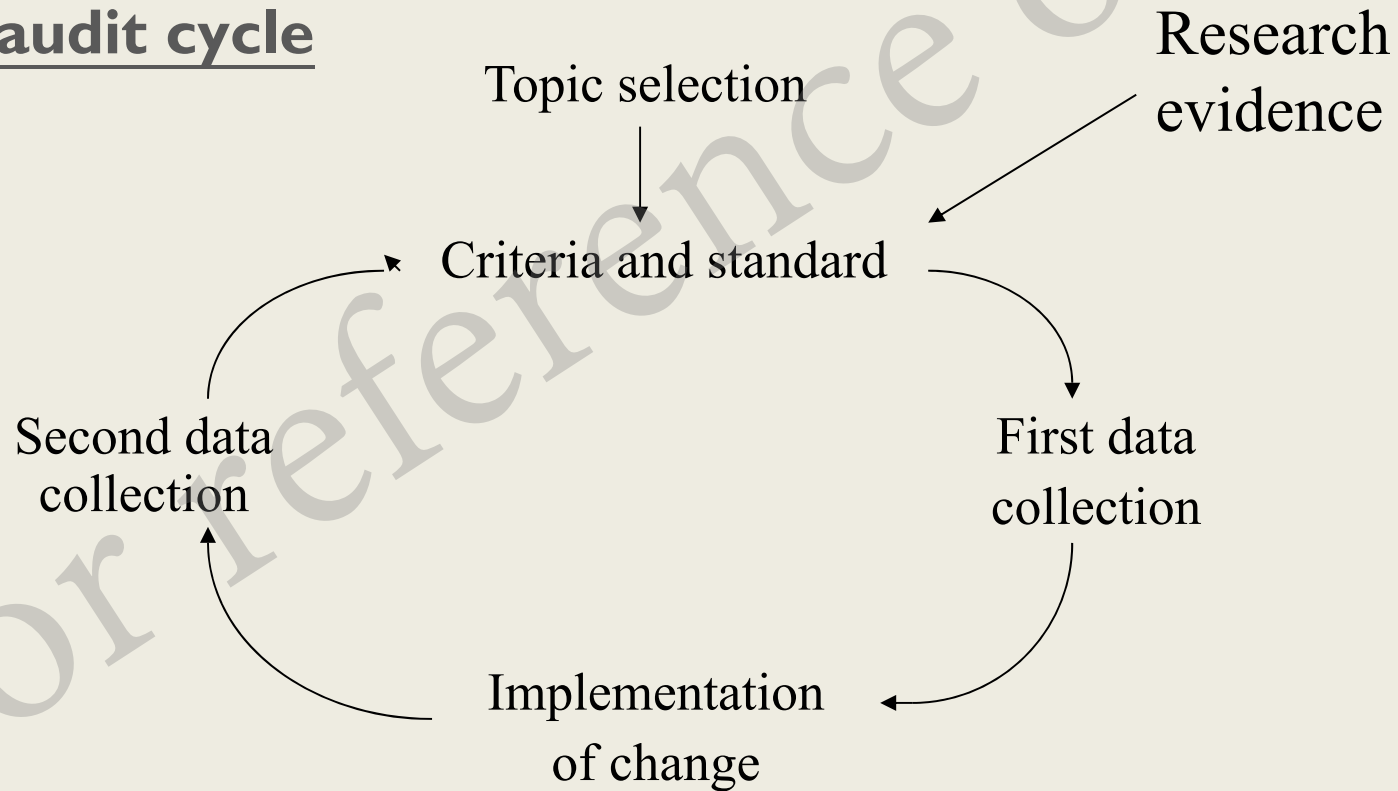 audit cycle
Topic selection
Research
evidence
Criteria and standard
Second data
collection
First data
collection
Implementation
of change
or reference